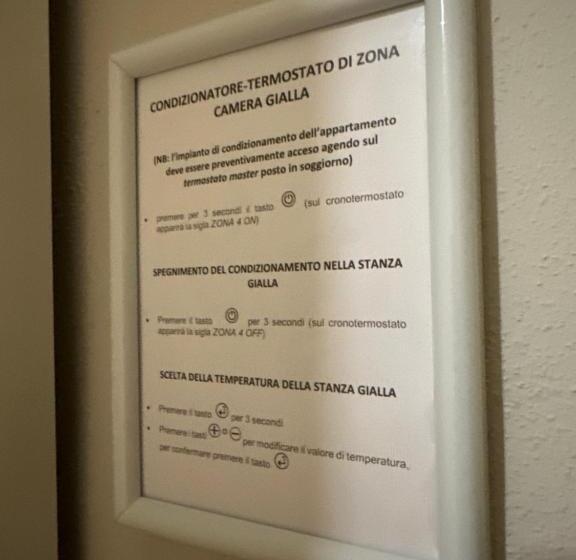 CONDIZIONATORE-TERMOSTATO DI ZONA
CAMERA GIALLA
(NB: l'impianto di condizionamento dell'appartamento
deve essere preventivamente acceso agendo sul
termostato master posto in soggiorno)
• premere per 3 secondi il tasto (sul cronotermostato
apparirà la sigla ZONA 4 ON)
SPEGNIMENTO DEL CONDIZIONAMENTO NELLA STANZA
GIALLA
• Premere il tasto per 3 secondi (sul cronotermostato
apparirà la sigla ZONA 4 OFF)
SCELTA DELLA TEMPERATURA DELLA STANZA GIALLA
• Premere il tasto per 3 secondi
• Premere i tasti + o - per modificare il valore di temperatura,
per confermare premere il tasto